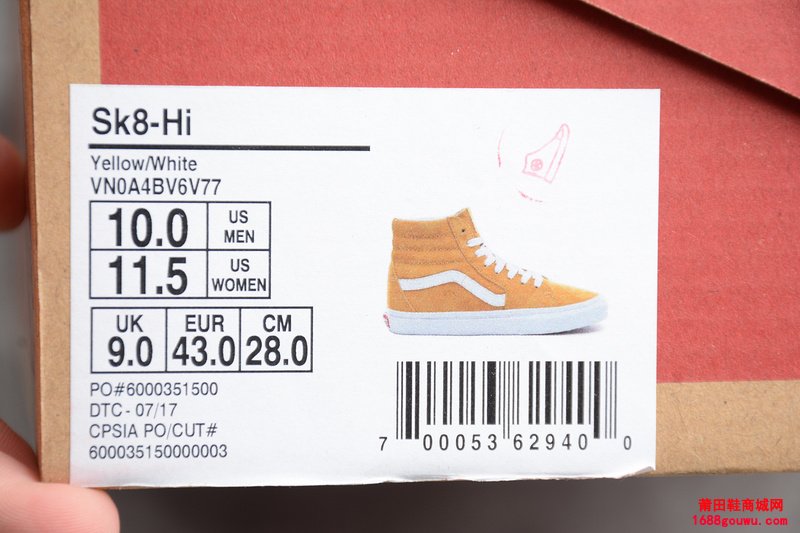 Sk8-Hi
Yellow/White
VN0A4BV6V77
10.0 US MEN
11.5 US WOMEN
UK EUR CM
9.0 43.0 28.0
PO#6000351500
DTC - 07/17
CPSIA PO/CUT#
600035150000003
7 00053 62940 0
莆田鞋商城网
1688gouwu.com